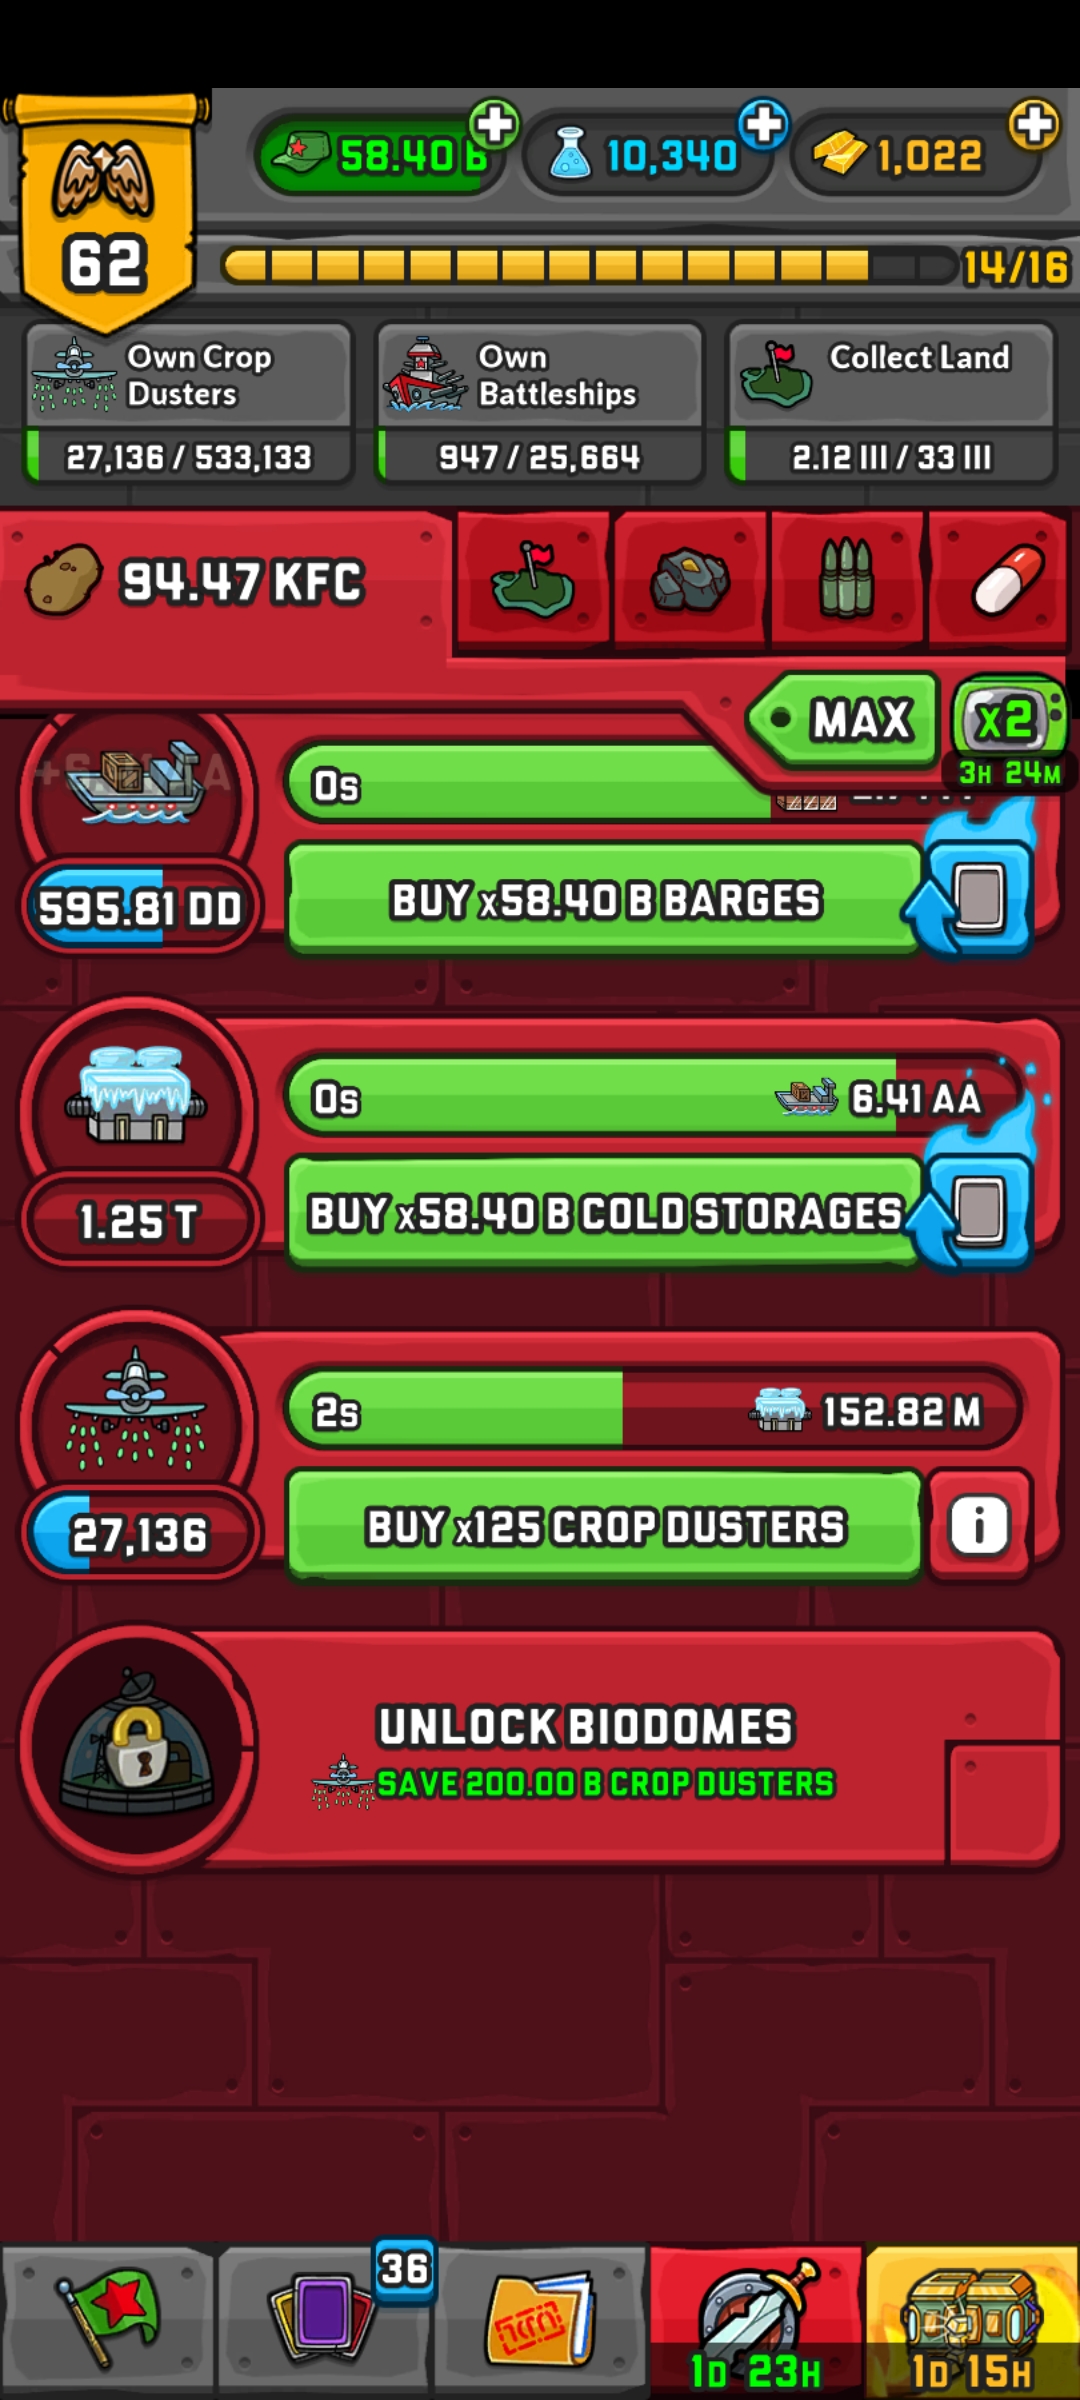 58.40 B
10,340
1,022
62
14/16
Own Crop
Dusters
Own
Battleships
Collect Land
27,136 / 533,133
947 / 25,664
2.12 III / 33 III
94.47 KFC
MAX
x2
3H 24M
0s
595.81 DD
BUY x58.40 B BARGES
0s
6.41 AA
1.25 T
BUY x58.40 B COLD STORAGES
2s
152.82 M
27,136
BUY x125 CROP DUSTERS
i
UNLOCK BIODOMES
SAVE 200.00 B CROP DUSTERS
36
1D 23H
1D 15H